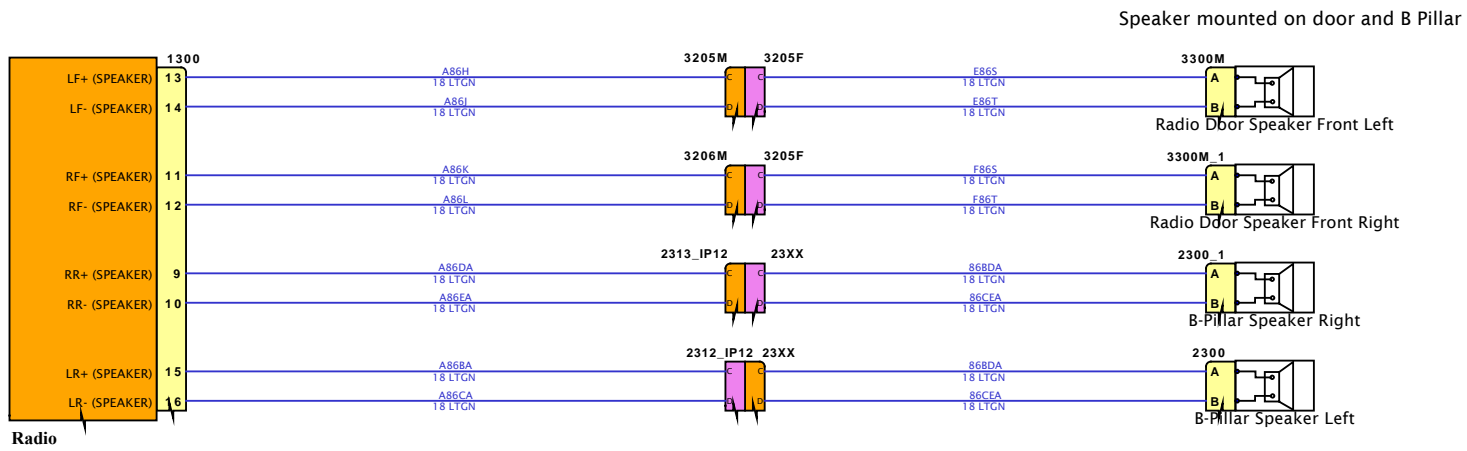 Speaker mounted on door and B Pillar
1300 3205M 3205F 3300M
LF+ (SPEAKER) 13 A86H 18 LTGN C C E86S 18 LTGN A
LF- (SPEAKER) 14 A86J 18 LTGN D D E86T 18 LTGN B
Radio Door Speaker Front Left
3206M 3205F 3300M_1
RF+ (SPEAKER) 11 A86K 18 LTGN C C F86S 18 LTGN A
RF- (SPEAKER) 12 A86L 18 LTGN D D F86T 18 LTGN B
Radio Door Speaker Front Right
2313_IP12 23XX 2300_1
RR+ (SPEAKER) 9 A86DA 18 LTGN C C 86BDA 18 LTGN A
RR- (SPEAKER) 10 A86EA 18 LTGN D D 86CEA 18 LTGN B
B-Pillar Speaker Right
2312_IP12 23XX 2300
LR+ (SPEAKER) 15 A86BA 18 LTGN C C 86BDA 18 LTGN A
LR- (SPEAKER) 16 A86CA 18 LTGN D D 86CEA 18 LTGN B
B-Pillar Speaker Left
Radio